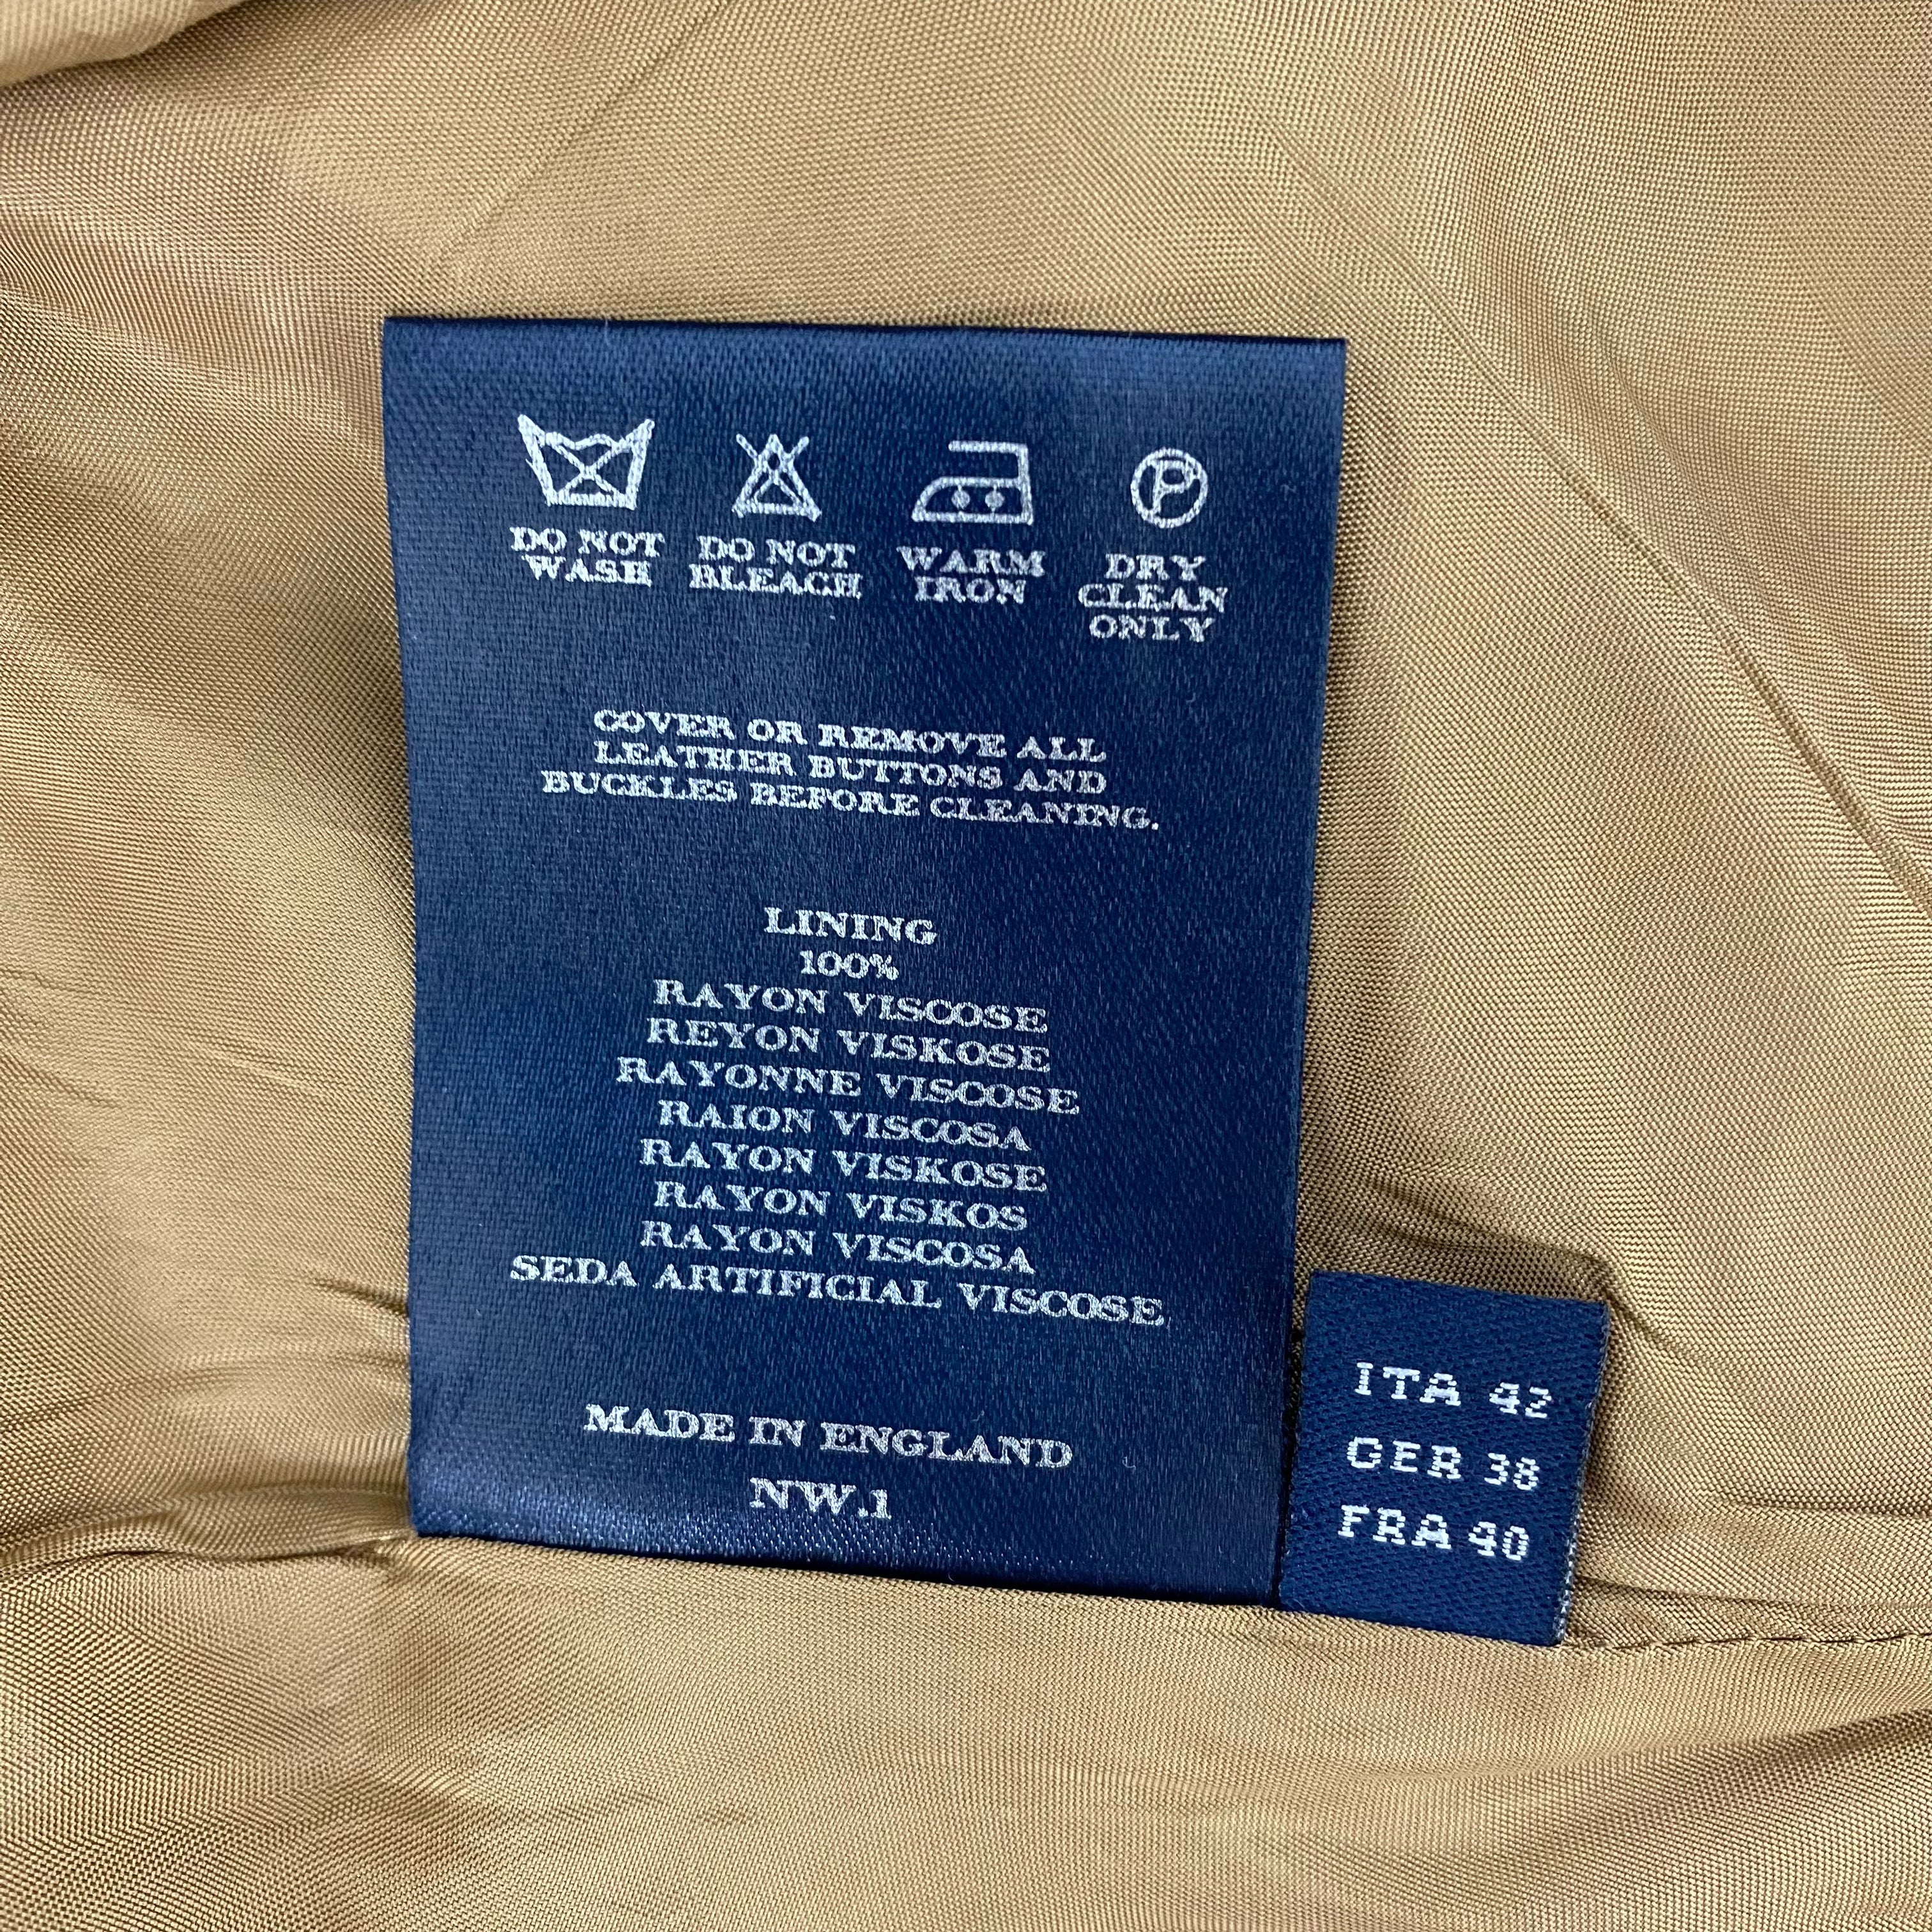 DO NOT
WASH
DO NOT
BLEACH
WARM
IRON
P
DRY
CLEAN
ONLY
COVER OR REMOVE ALL
LEATHER BUTTONS AND
BUCKLES BEFORE CLEANING.
LINING
100%
RAYON VISCOSE
REYON VISKOSE
RAYONNE VISCOSE
RAION VISCOSA
RAYON VISKOSE
RAYON VISKOS
RAYON VISCOSA
SEDA ARTIFICIAL VISCOSE
MADE IN ENGLAND
NW.1
ITA 42
GER 38
FRA 40